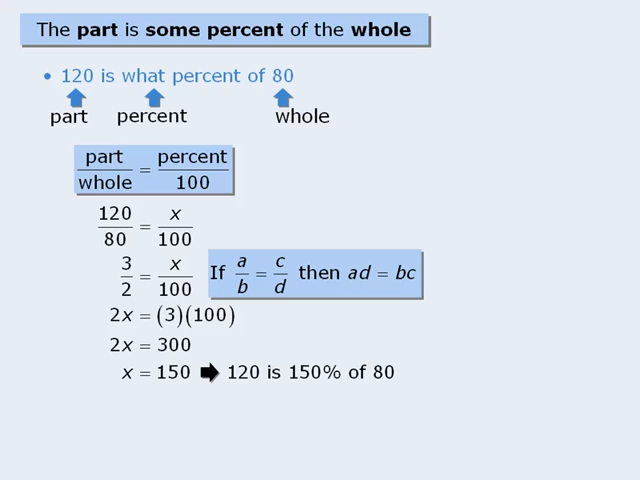 The part is some percent of the whole
• 120 is what percent of 80
part percent whole
part/whole = percent/100
120/80 = x/100
3/2 = x/100 If a/b = c/d then ad = bc
2x = (3)(100)
2x = 300
x = 150 ➡ 120 is 150% of 80